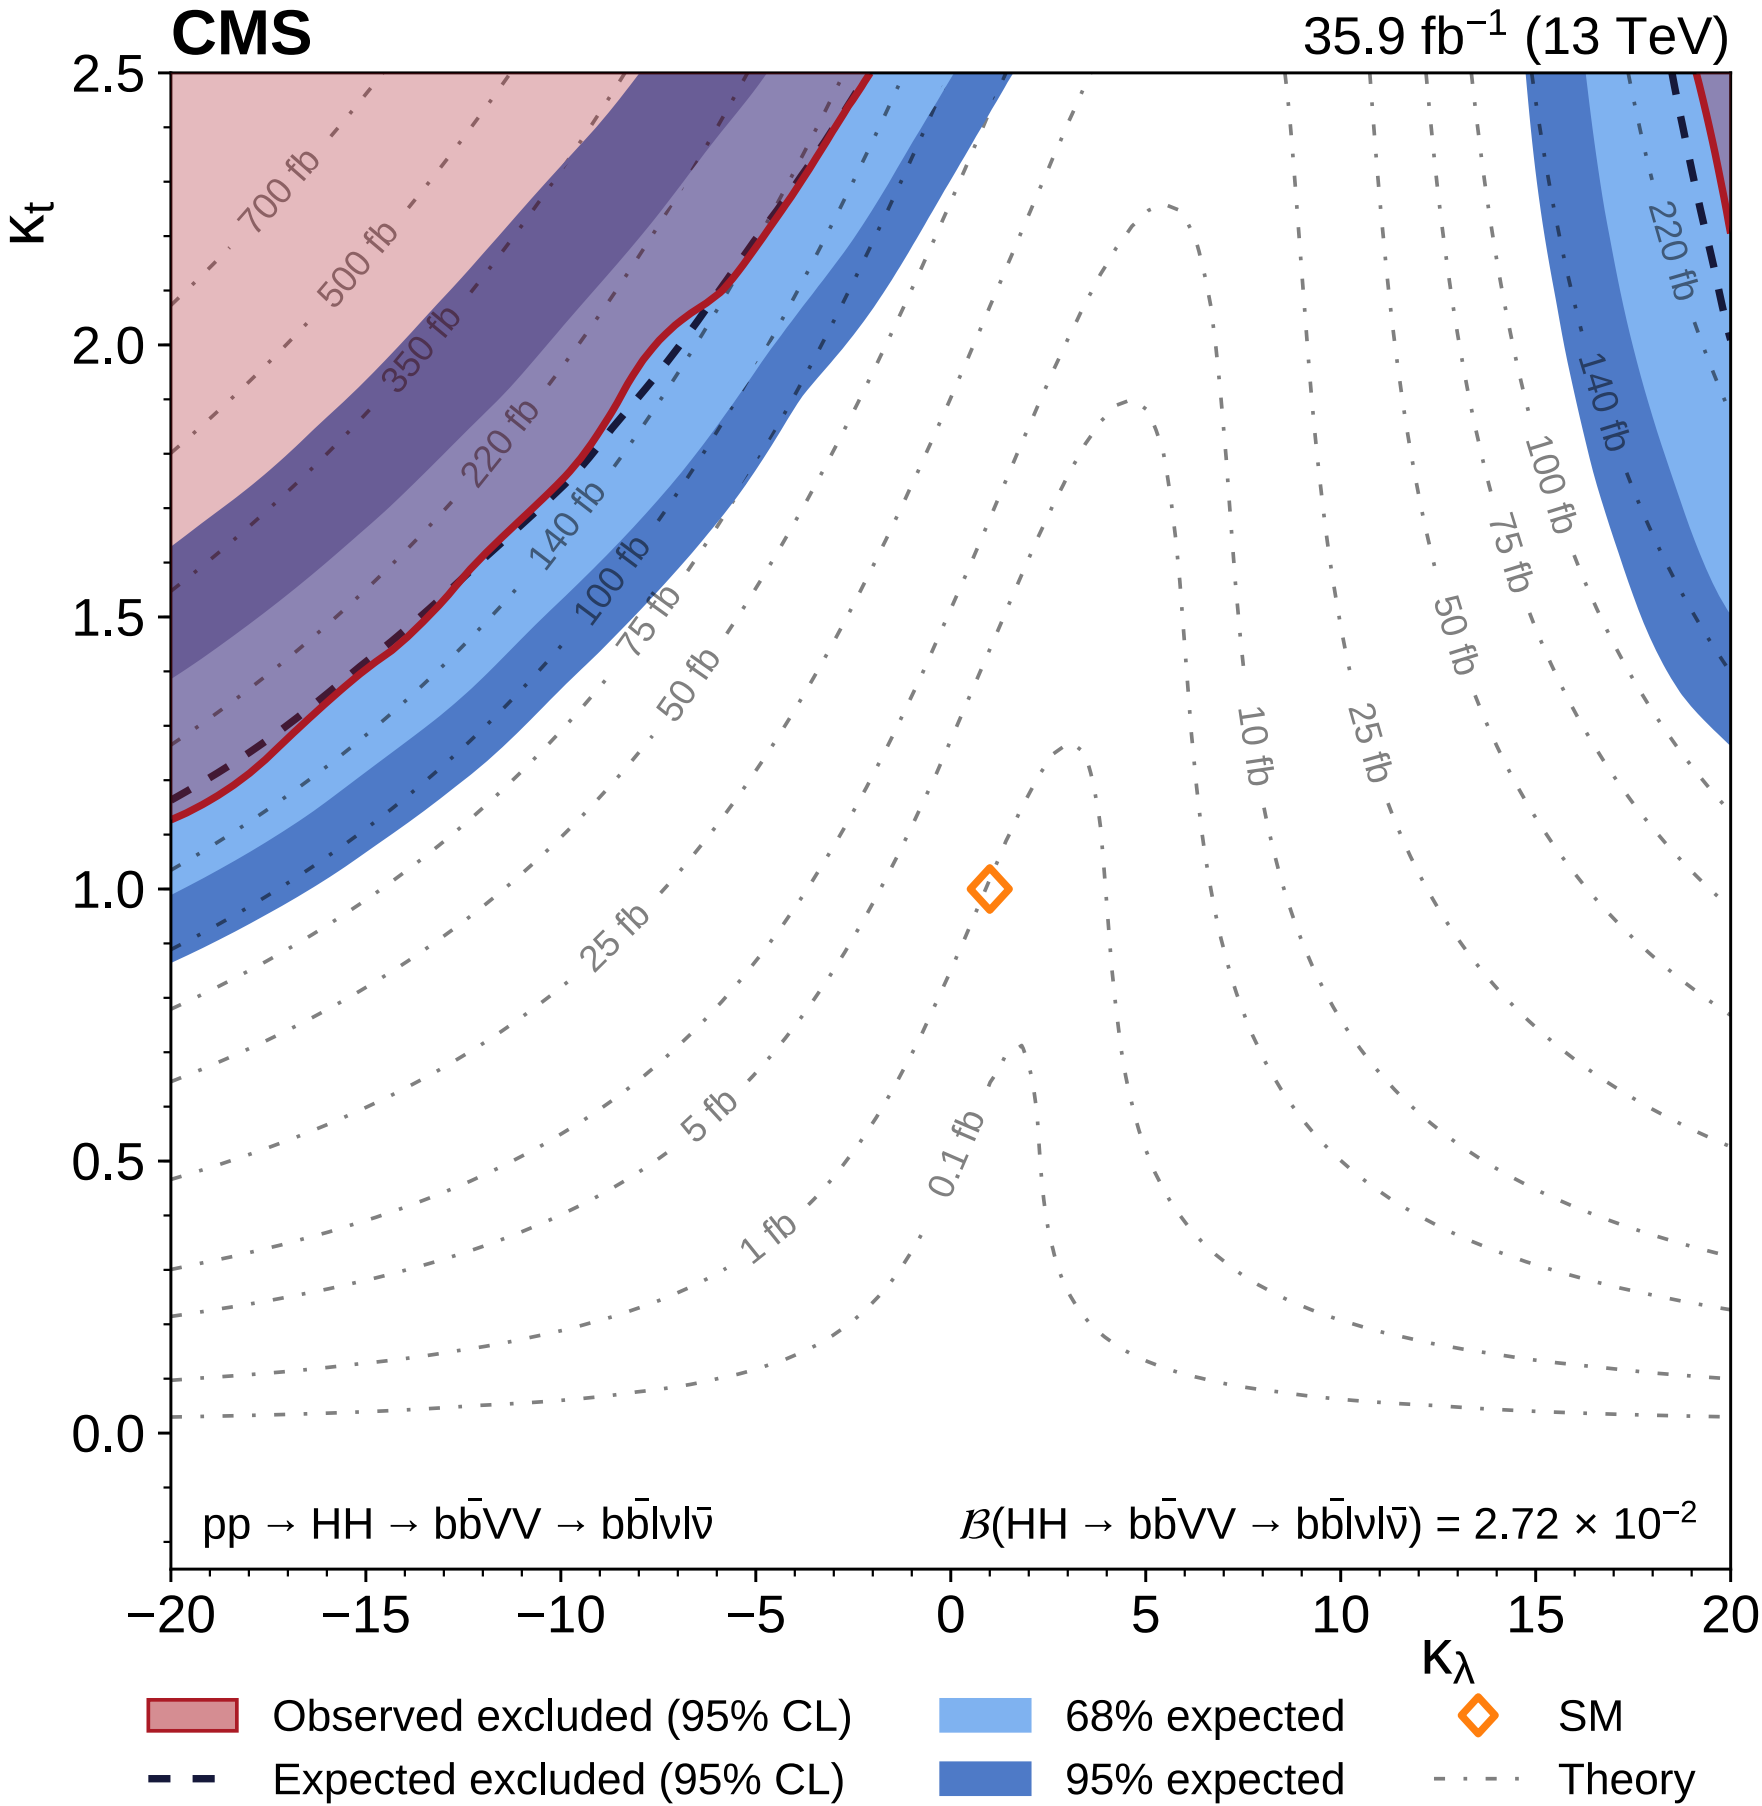 CMS
35.9 fb⁻¹ (13 TeV)
κt
2.5
2.0
1.5
1.0
0.5
0.0
700 fb
500 fb
350 fb
220 fb
140 fb
100 fb
75 fb
50 fb
25 fb
5 fb
1 fb
0.1 fb
10 fb
25 fb
50 fb
75 fb
100 fb
140 fb
220 fb
pp → HH → bb̄VV → bb̄lνlν̄
ℬ(HH → bb̄VV → bb̄lνlν̄) = 2.72 × 10⁻²
−20 −15 −10 −5 0 5 10 15 20
κλ
Observed excluded (95% CL)
68% expected
SM
Expected excluded (95% CL)
95% expected
Theory